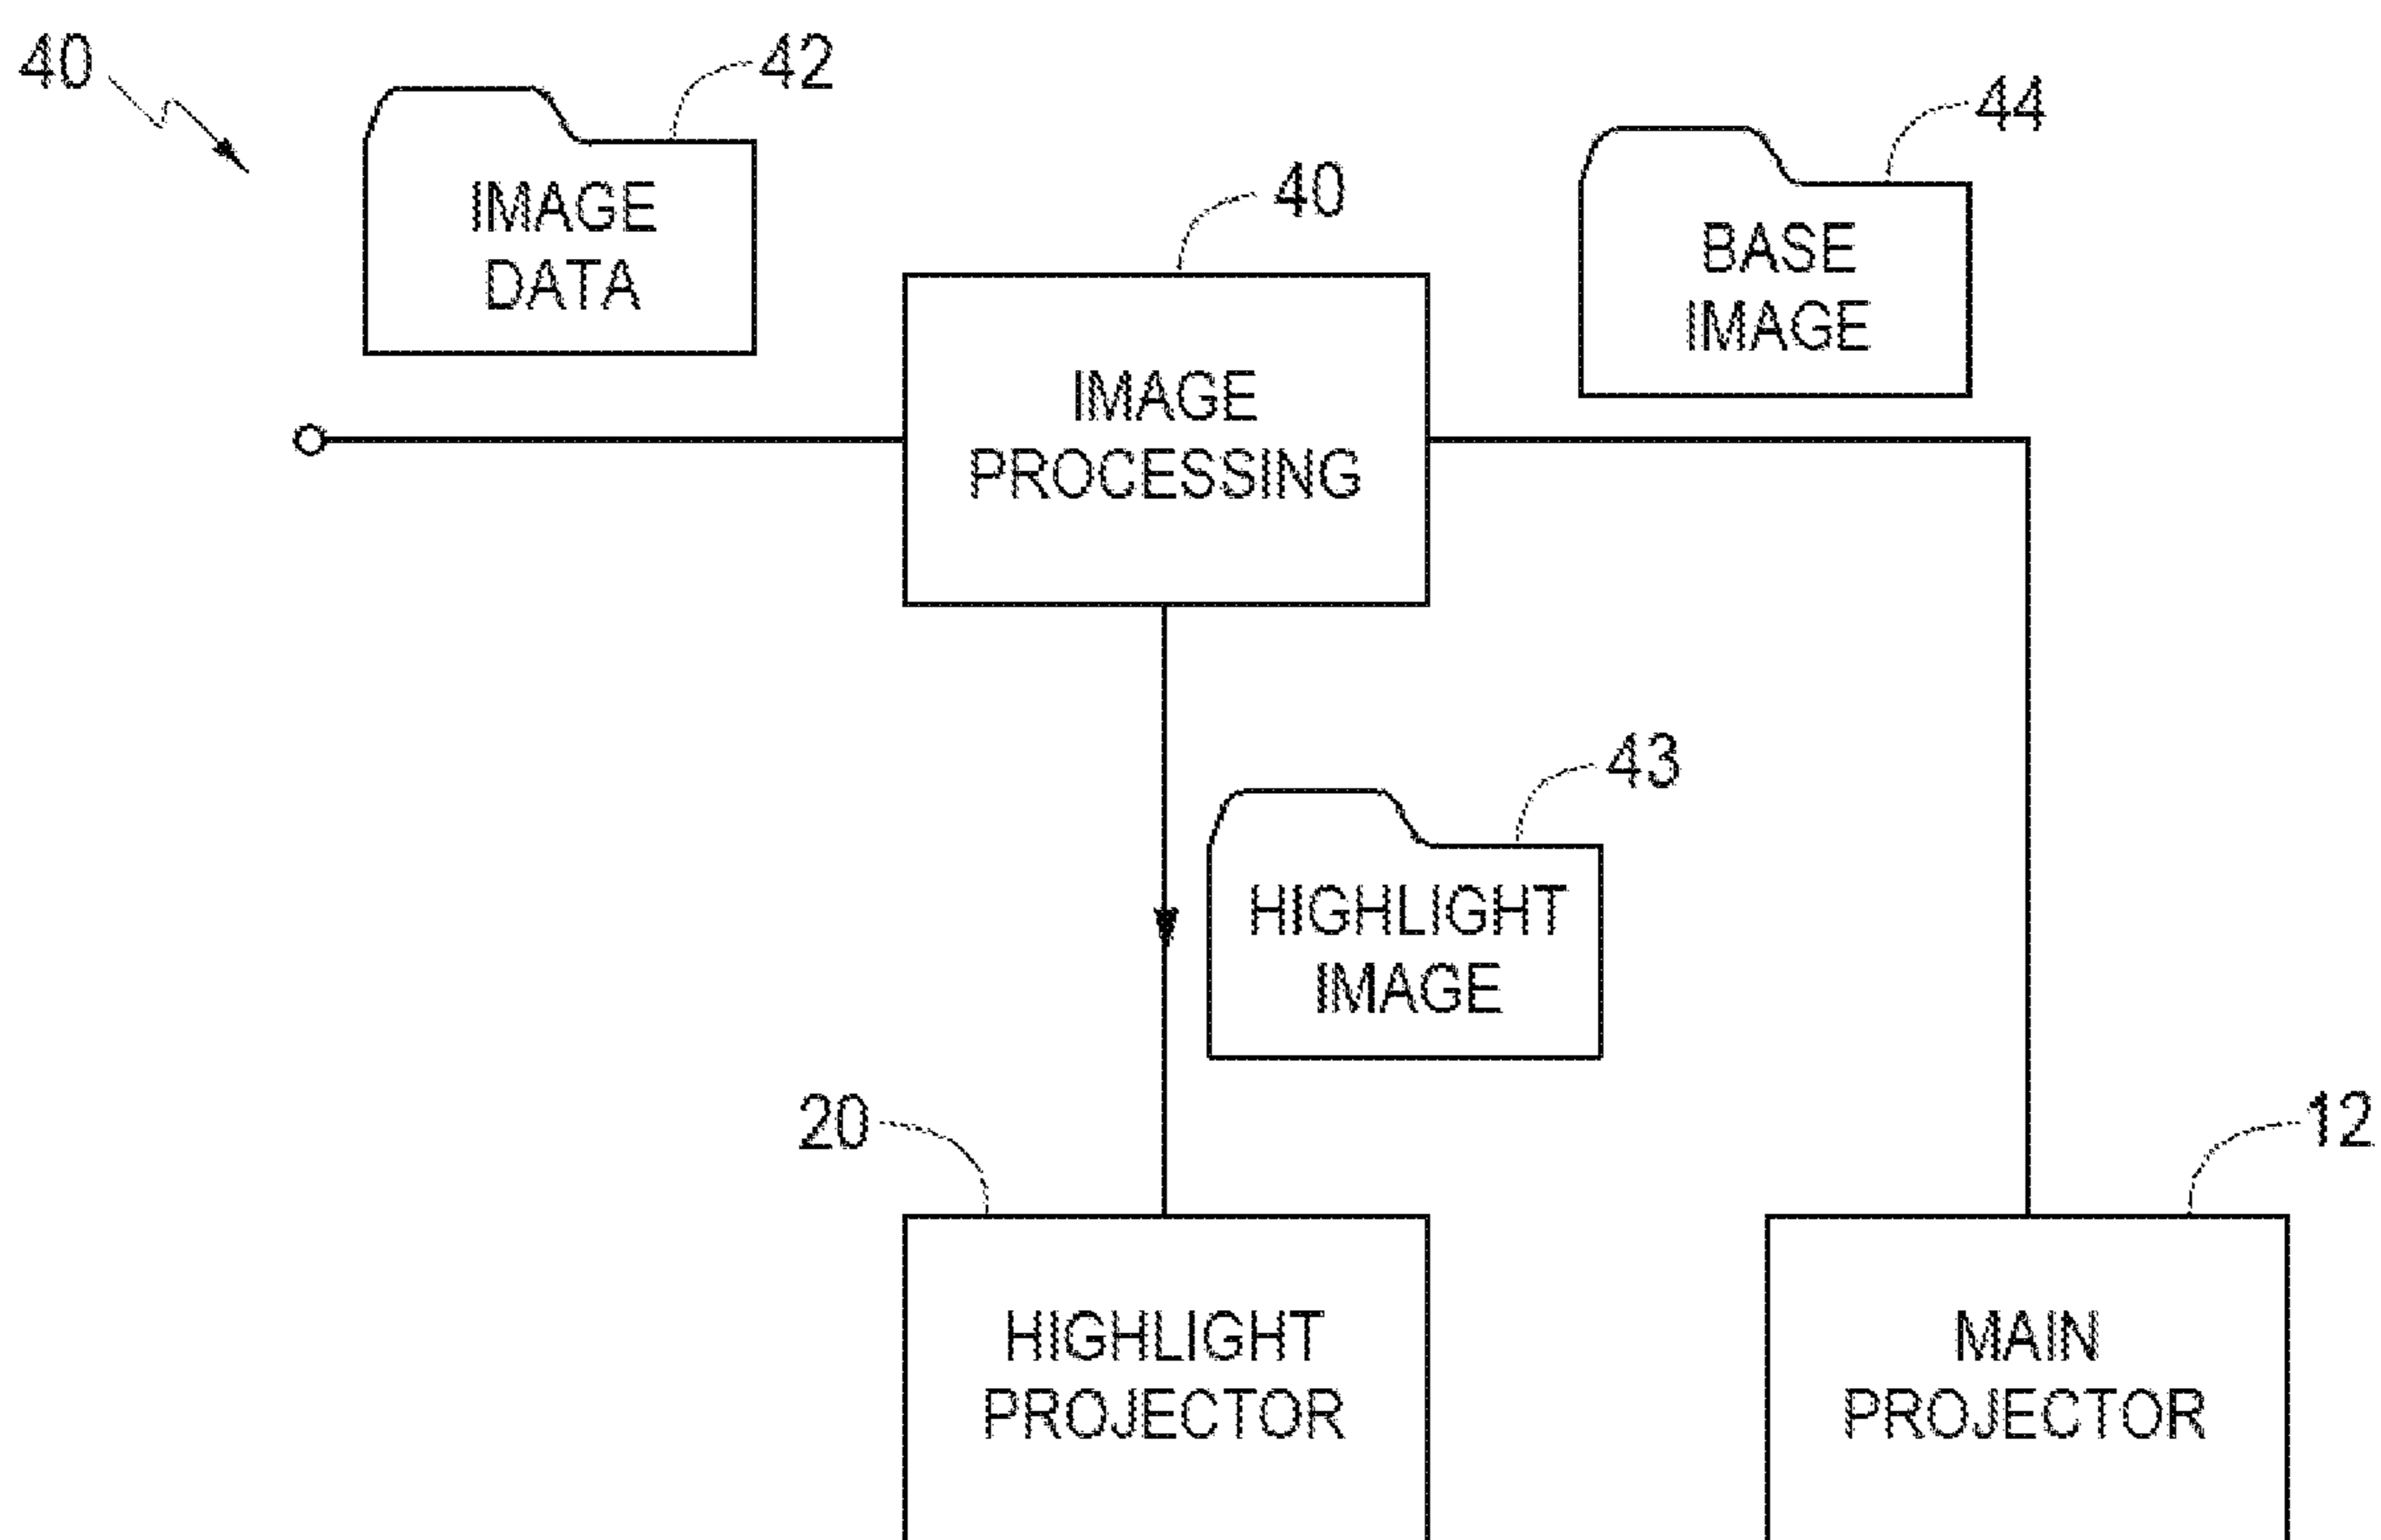 40
42
44
IMAGE
DATA
40
BASE
IMAGE
IMAGE
PROCESSING
43
HIGHLIGHT
IMAGE
20
12
HIGHLIGHT
PROJECTOR
MAIN
PROJECTOR